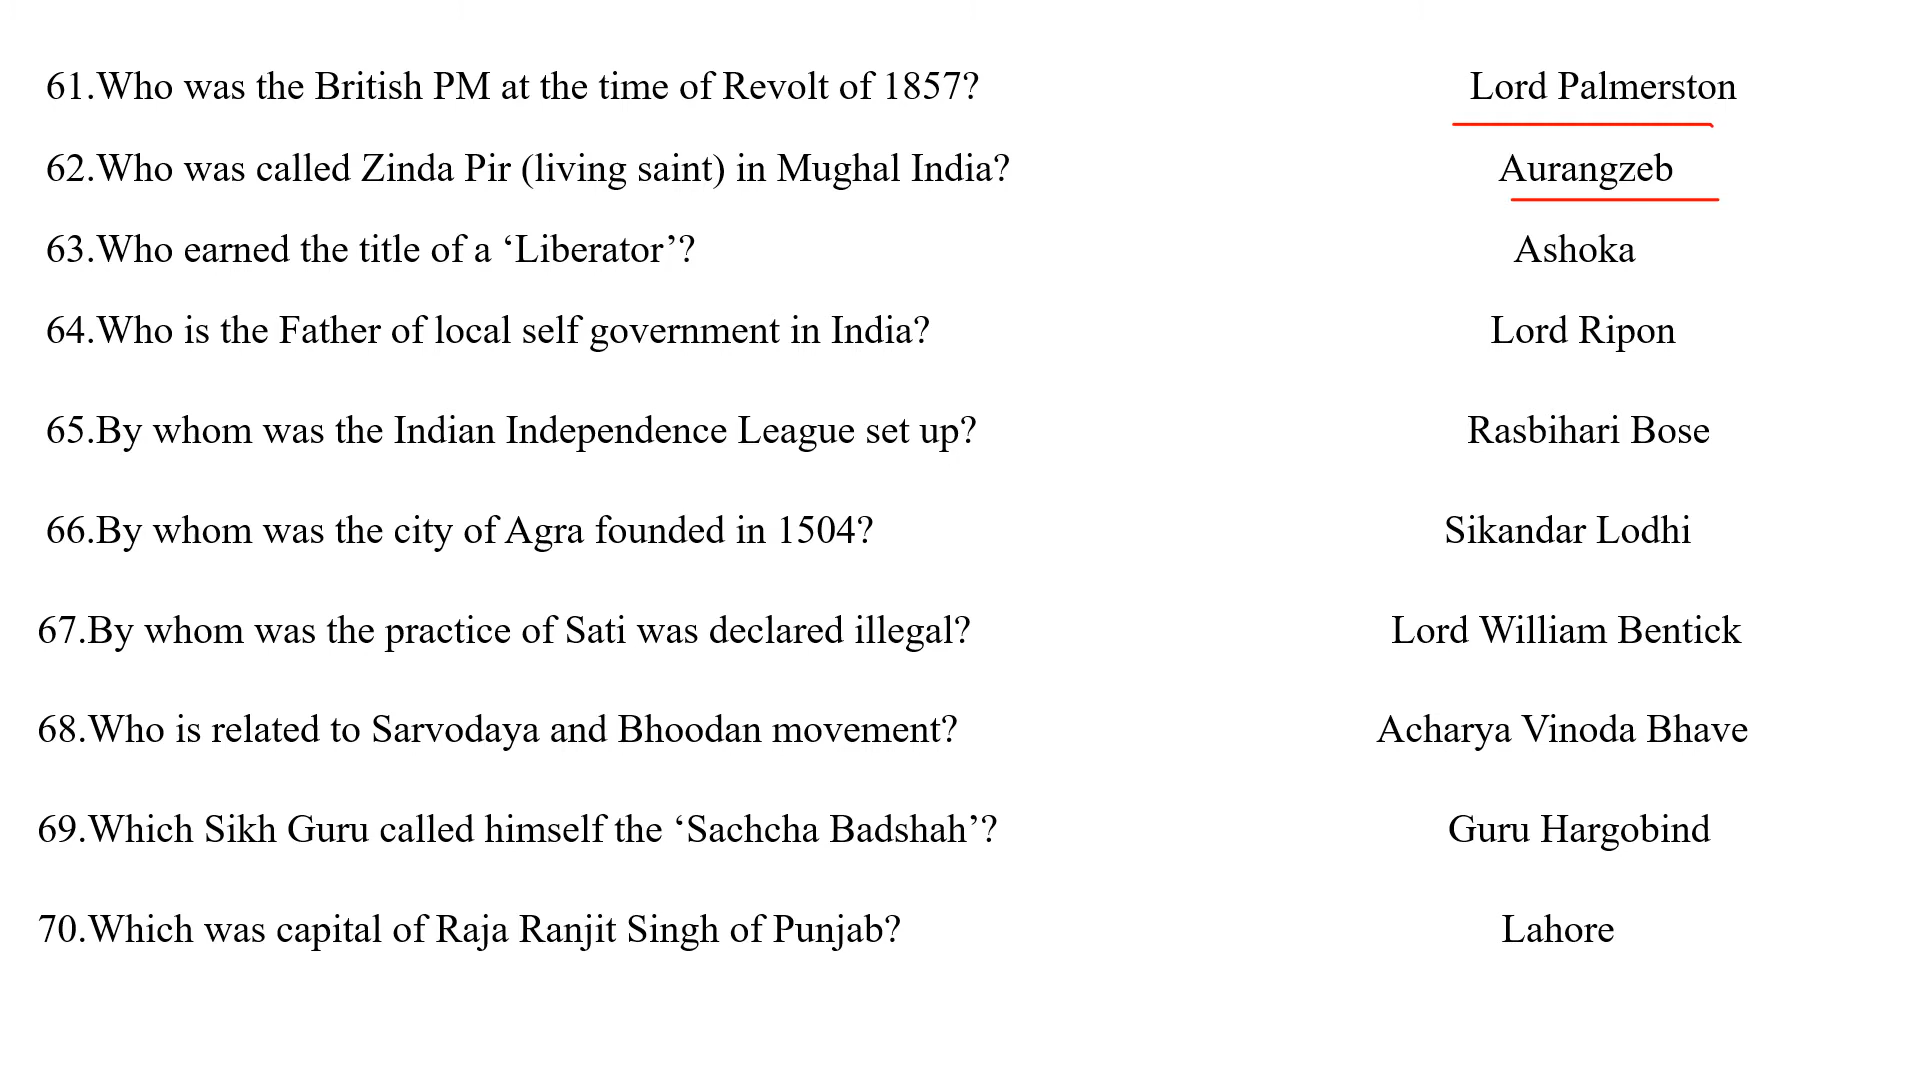 61.Who was the British PM at the time of Revolt of 1857? Lord Palmerston
62.Who was called Zinda Pir (living saint) in Mughal India? Aurangzeb
63.Who earned the title of a ‘Liberator’? Ashoka
64.Who is the Father of local self government in India? Lord Ripon
65.By whom was the Indian Independence League set up? Rasbihari Bose
66.By whom was the city of Agra founded in 1504? Sikandar Lodhi
67.By whom was the practice of Sati was declared illegal? Lord William Bentick
68.Who is related to Sarvodaya and Bhoodan movement? Acharya Vinoda Bhave
69.Which Sikh Guru called himself the ‘Sachcha Badshah’? Guru Hargobind
70.Which was capital of Raja Ranjit Singh of Punjab? Lahore